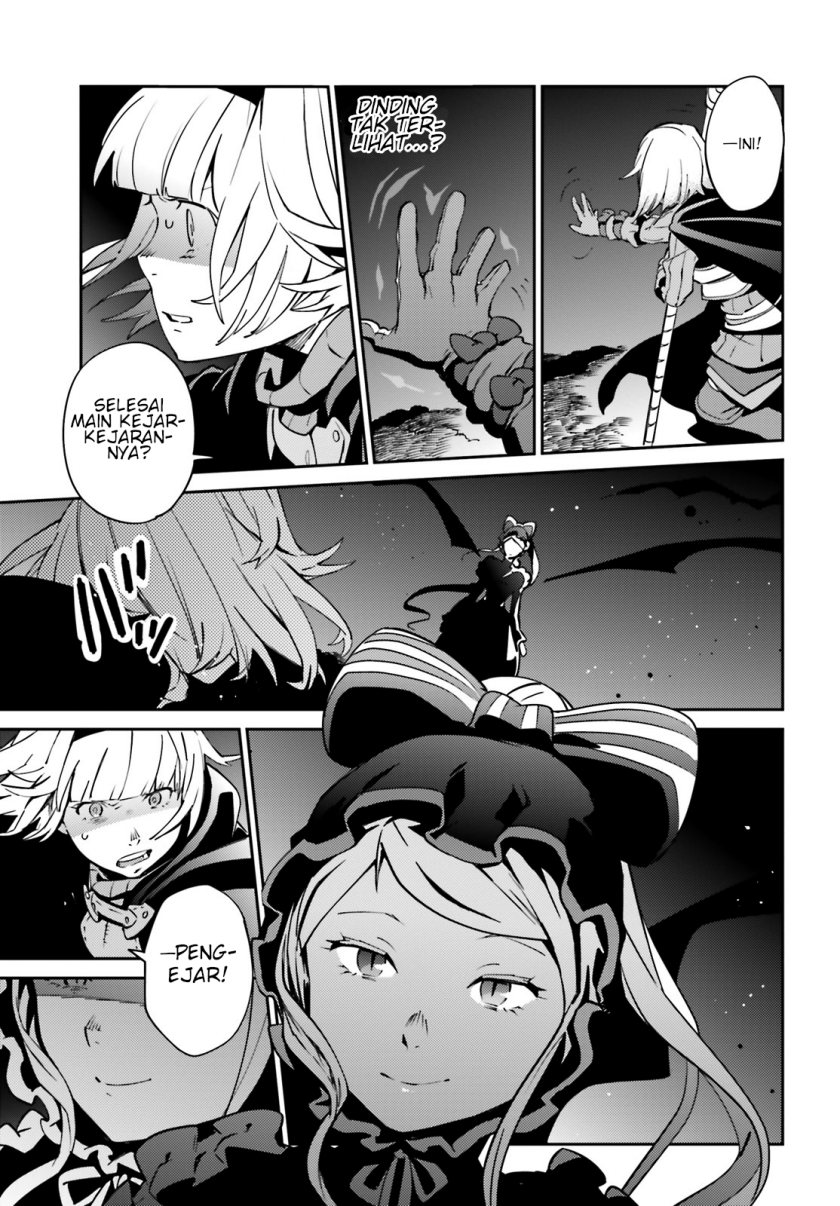 —INI!
DINDING
TAK TER-
LIHAT...?
SELESAI
MAIN KEJAR-
KEJARAN-
NYA?
—PENG-
EJAR!